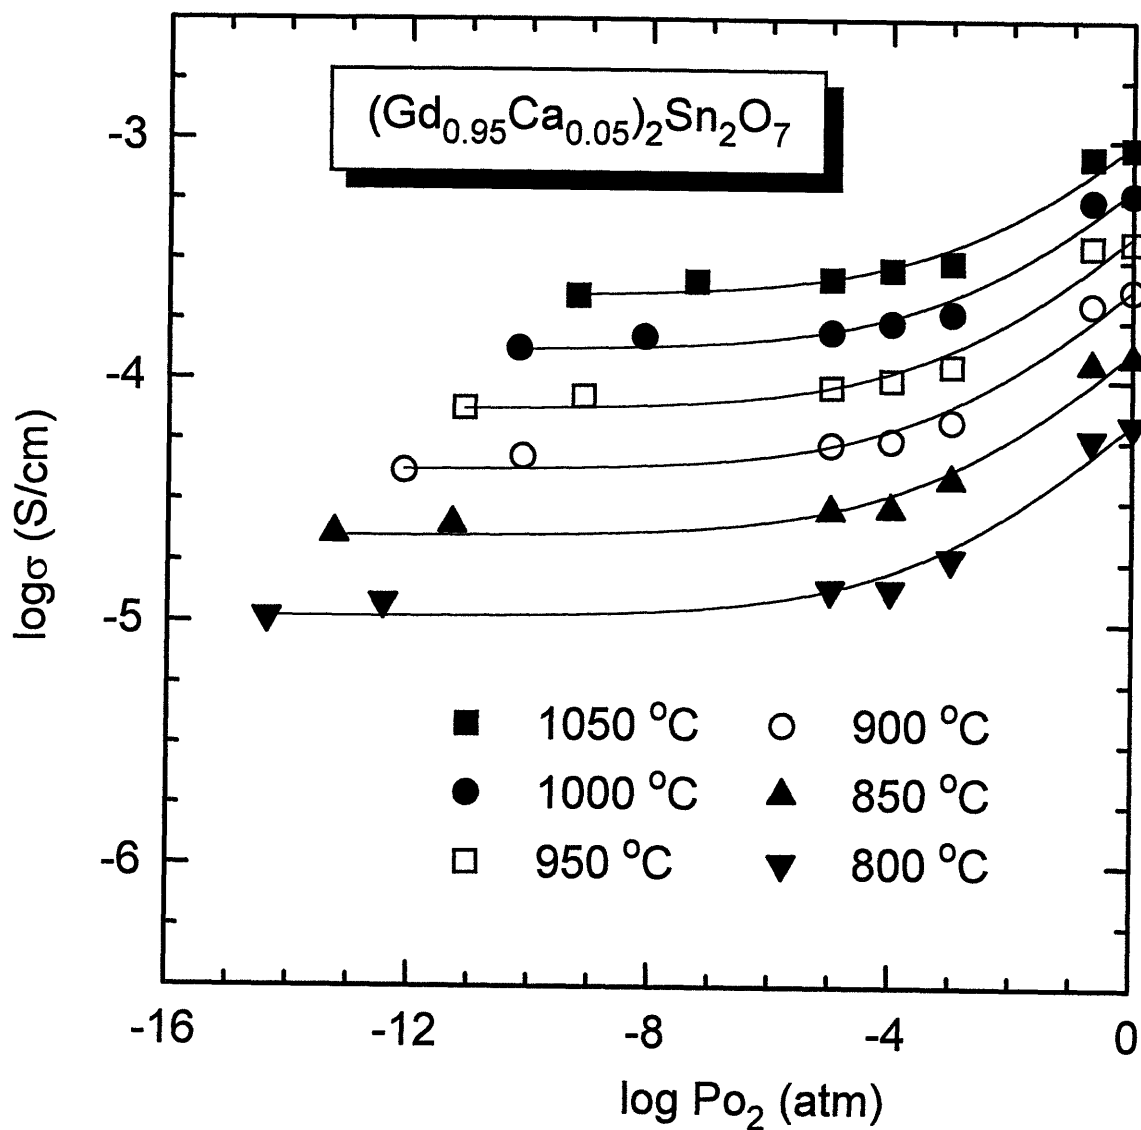 (Gd0.95Ca0.05)2Sn2O7
-3
-4
-5
-6
logσ (S/cm)
1050 °C
900 °C
1000 °C
850 °C
950 °C
800 °C
-16 -12 -8 -4 0
log Po2 (atm)